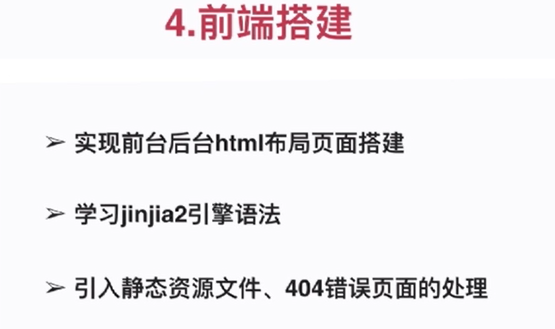 4.前端搭建
➢ 实现前台后台html布局页面搭建
➢ 学习jinjia2引擎语法
➢ 引入静态资源文件、404错误页面的处理